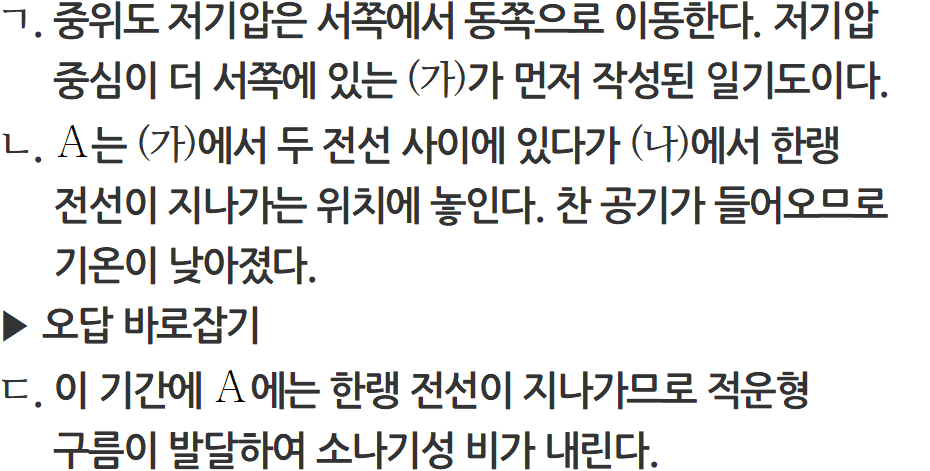 ㄱ. 중위도 저기압은 서쪽에서 동쪽으로 이동한다. 저기압
중심이 더 서쪽에 있는 (가)가 먼저 작성된 일기도이다.
ㄴ. A는 (가)에서 두 전선 사이에 있다가 (나)에서 한랭
전선이 지나가는 위치에 놓인다. 찬 공기가 들어오므로
기온이 낮아졌다.
▶ 오답 바로잡기
ㄷ. 이 기간에 A에는 한랭 전선이 지나가므로 적운형
구름이 발달하여 소나기성 비가 내린다.